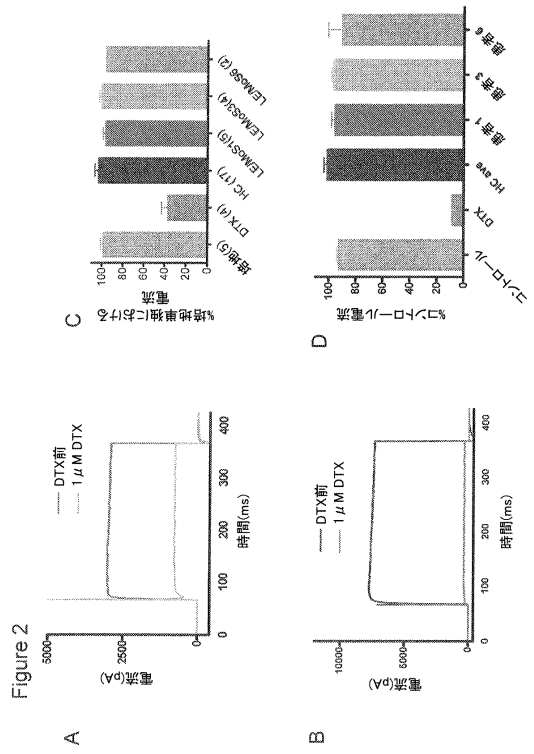 Figure 2
A
電流(pA)
5000
2500
0
DTX前
1μM DTX
0
100
200
300
400
時間(ms)
B
電流(pA)
10000
5000
0
DTX前
1μM DTX
0
100
200
300
400
時間(ms)
C
%培地単独における
電流
100
80
60
40
20
0
培地(5)
DTX (4)
HC (17)
LEMoS1(5)
LEMoS3(4)
LEMoS6 (2)
D
%コントロール電流
100
80
60
40
20
0
コントロール
DTX
HC ave
患者 1
患者 3
患者 6